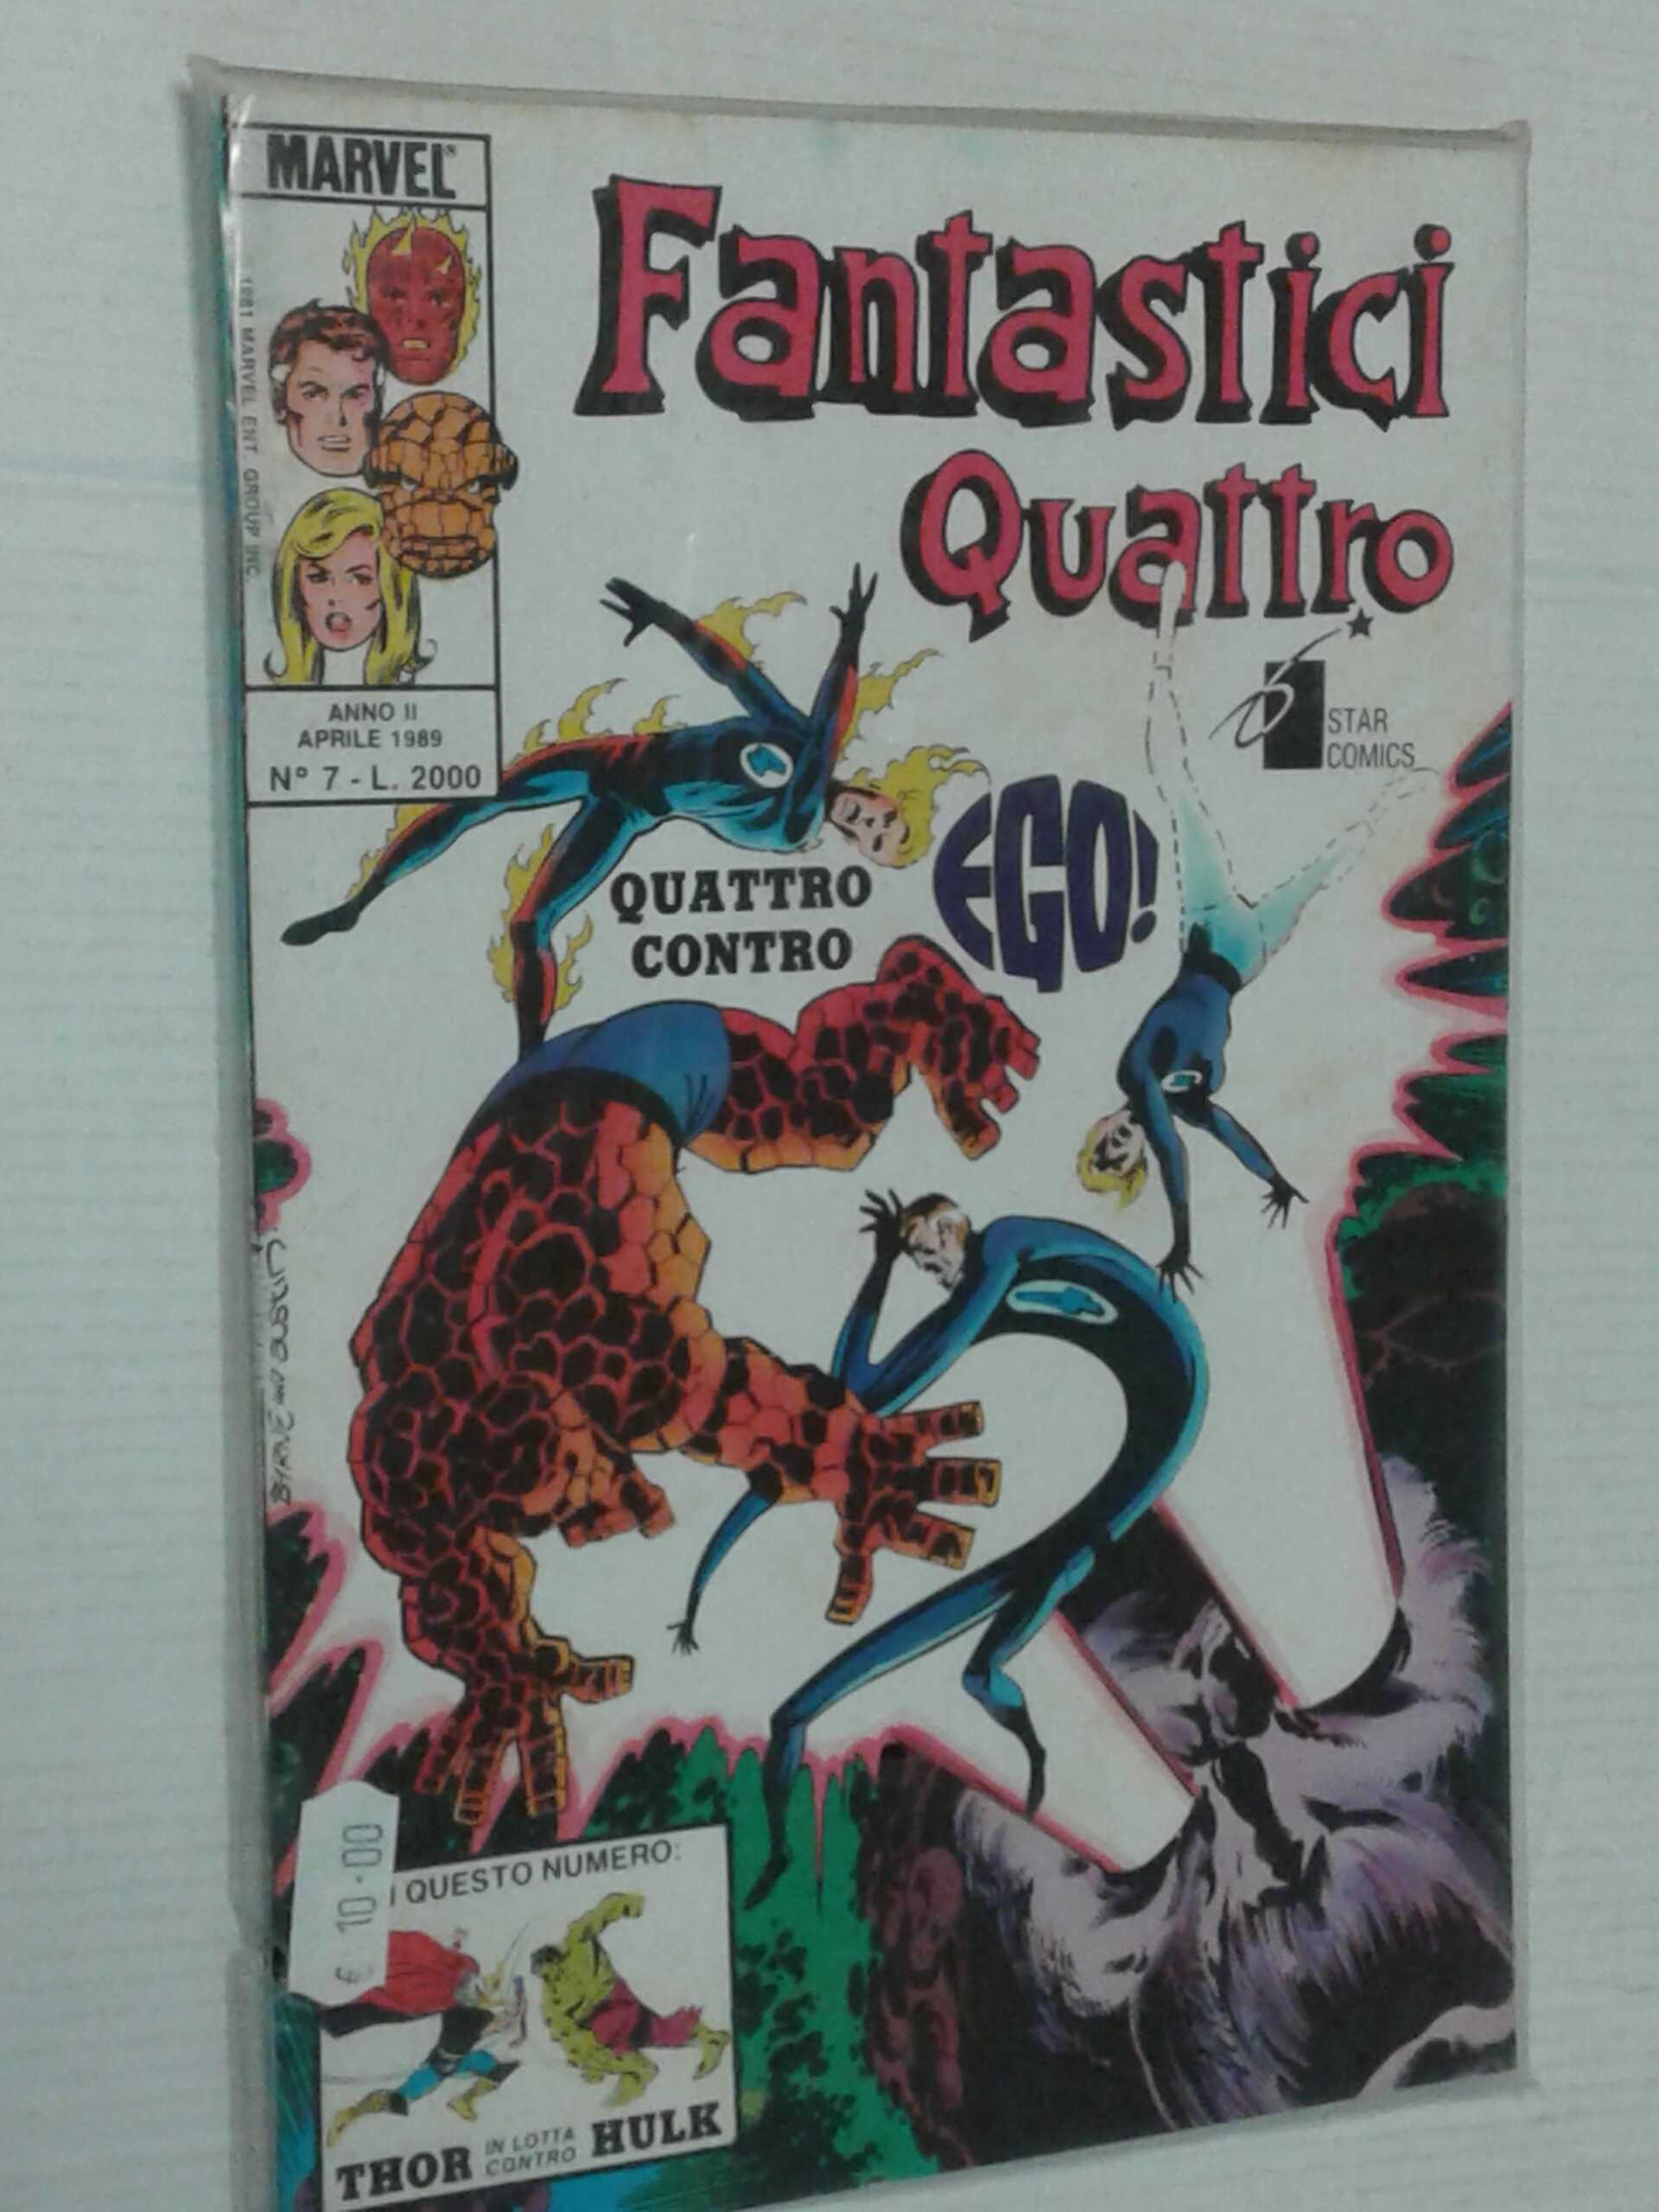 MARVEL
Fantastici
Quattro
1981 MARVEL ENT. GROUP INC.
ANNO II
APRILE 1989
Nº 7 - L. 2000
STAR
COMICS
QUATTRO
CONTRO
EGO!
BYRNE AND AUSTIN
€ 10.00
QUESTO NUMERO:
THOR IN LOTTA CONTRO HULK